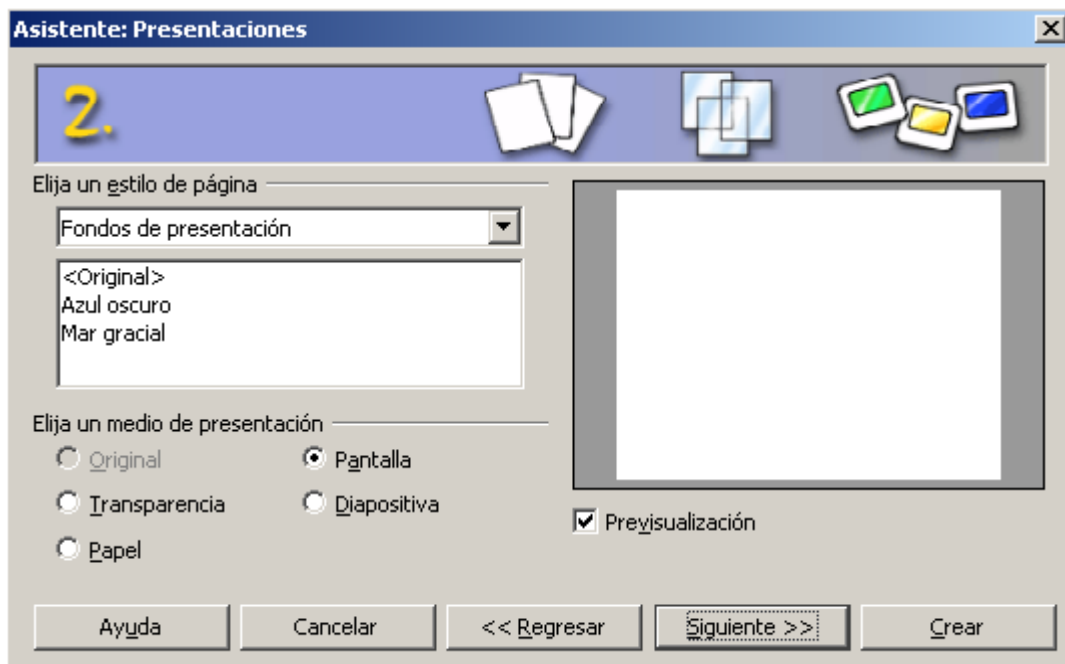 Asistente: Presentaciones
2.
Elija un estilo de página
Fondos de presentación
<Original>
Azul oscuro
Mar gracial
Elija un medio de presentación
Original
Pantalla
Transparencia
Diapositiva
Papel
Previsualización
Ayuda
Cancelar
<< Regresar
Siguiente >>
Crear